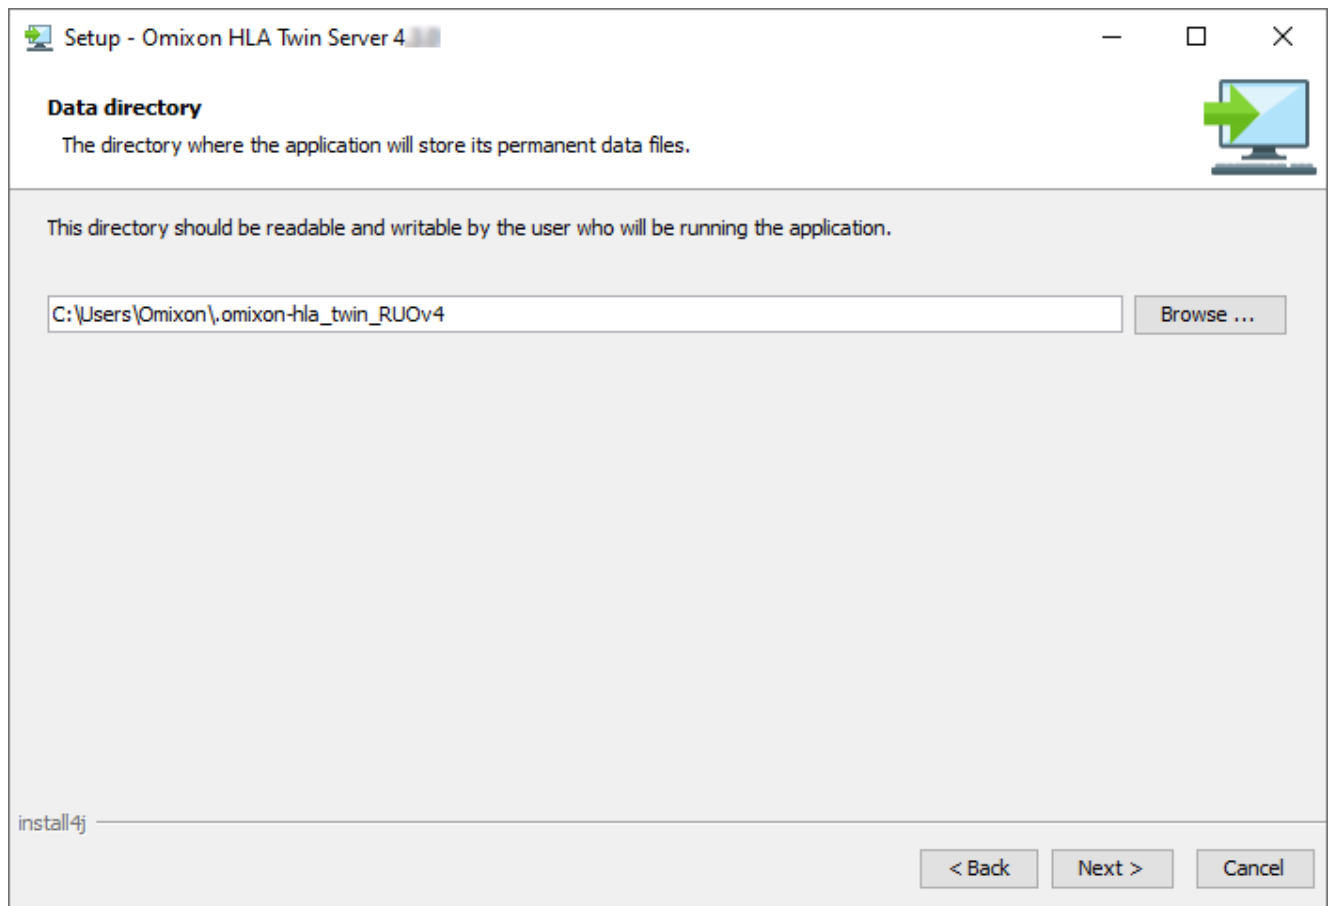 Setup - Omixon HLA Twin Server 4
Data directory
The directory where the application will store its permanent data files.
This directory should be readable and writable by the user who will be running the application.
C:\Users\Omixon\.omixon-hla_twin_RUOv4
Browse ...
install4j
< Back
Next >
Cancel